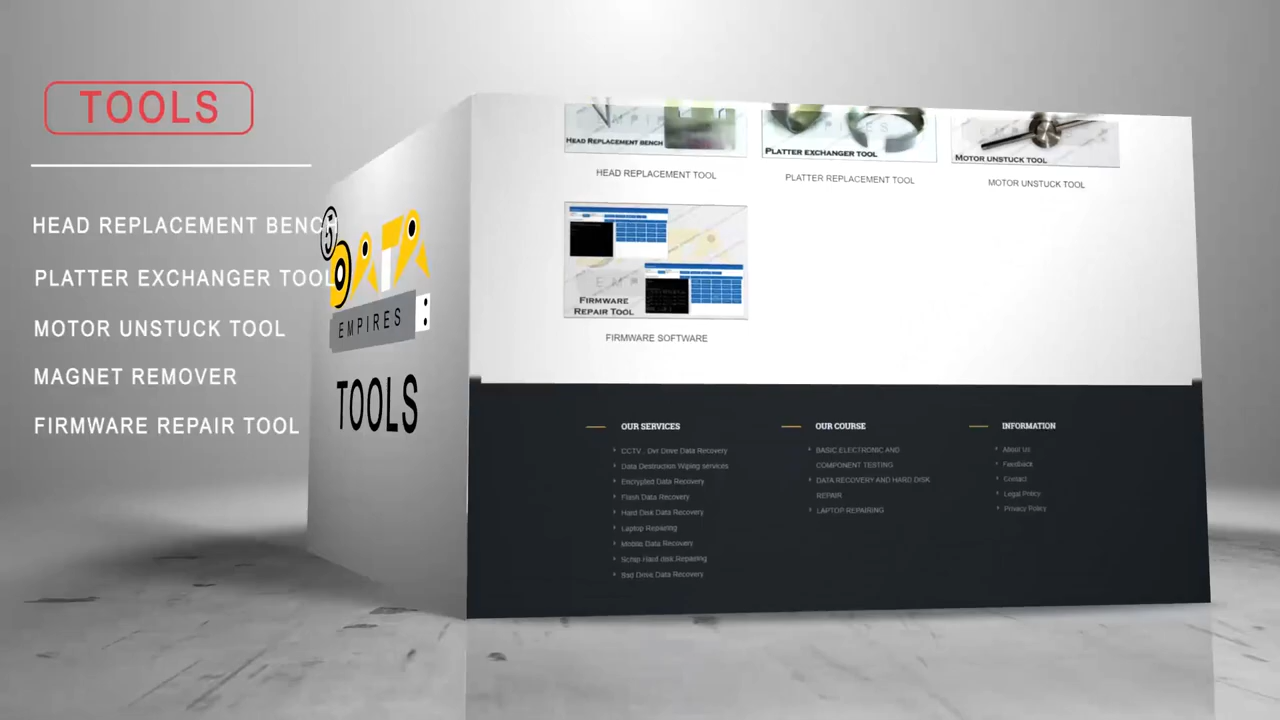 TOOLS
HEAD REPLACEMENT BENCH
PLATTER EXCHANGER TOOL
MOTOR UNSTUCK TOOL
MAGNET REMOVER
FIRMWARE REPAIR TOOL
5
DATA
EMPIRES
TOOLS
HEAD REPLACEMENT BENCH
PLATTER EXCHANGER TOOL
MOTOR UNSTUCK TOOL
HEAD REPLACEMENT TOOL
PLATTER REPLACEMENT TOOL
MOTOR UNSTUCK TOOL
FIRMWARE
REPAIR TOOL
FIRMWARE SOFTWARE
OUR SERVICES
CCTV , Dvr Drive Data Recovery
Data Destruction Wiping services
Encrypted Data Recovery
Flash Data Recovery
Hard Disk Data Recovery
Laptop Repairing
Mobile Data Recovery
Schip Hard disk Repairing
Bad Drive Data Recovery
OUR COURSE
BASIC ELECTRONIC AND
COMPONENT TESTING
DATA RECOVERY AND HARD DISK
REPAIR
LAPTOP REPAIRING
INFORMATION
About Us
Feedback
Contact
Legal Policy
Privacy Policy